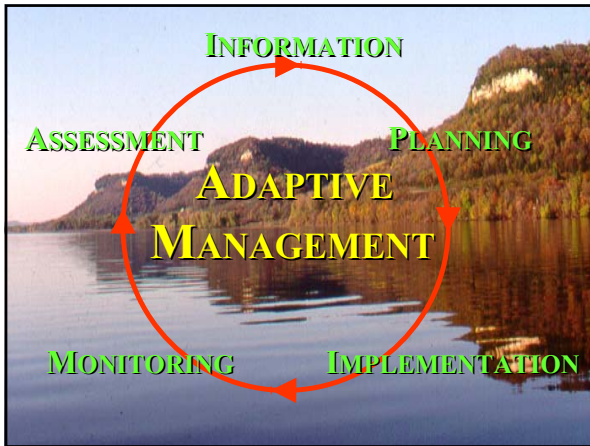 INFORMATION
ASSESSMENT
PLANNING
ADAPTIVE
MANAGEMENT
MONITORING
IMPLEMENTATION